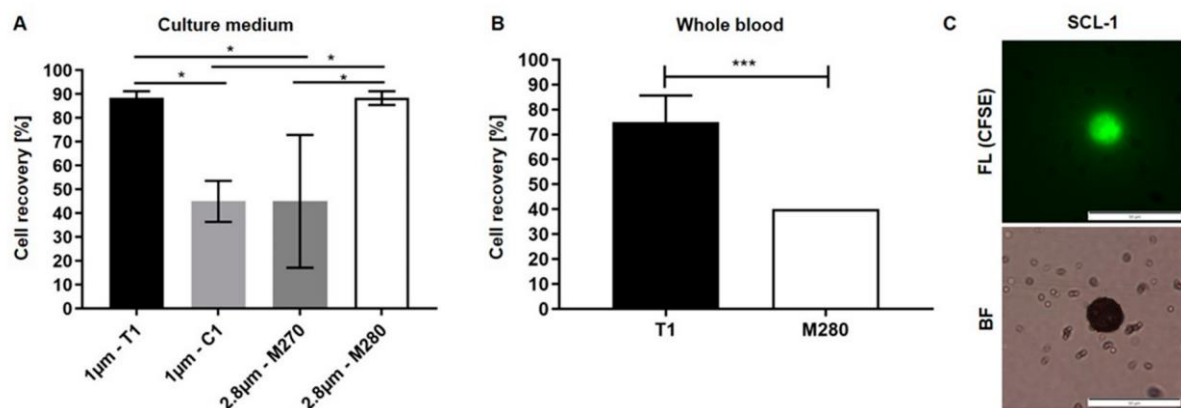 A
Culture medium
*
*
*
*
Cell recovery [%]
100
90
80
70
60
50
40
30
20
10
0
1µm - T1
1µm - C1
2.8µm - M270
2.8µm - M280
B
Whole blood
***
Cell recovery [%]
100
90
80
70
60
50
40
30
20
10
0
T1
M280
C
SCL-1
FL (CFSE)
BF